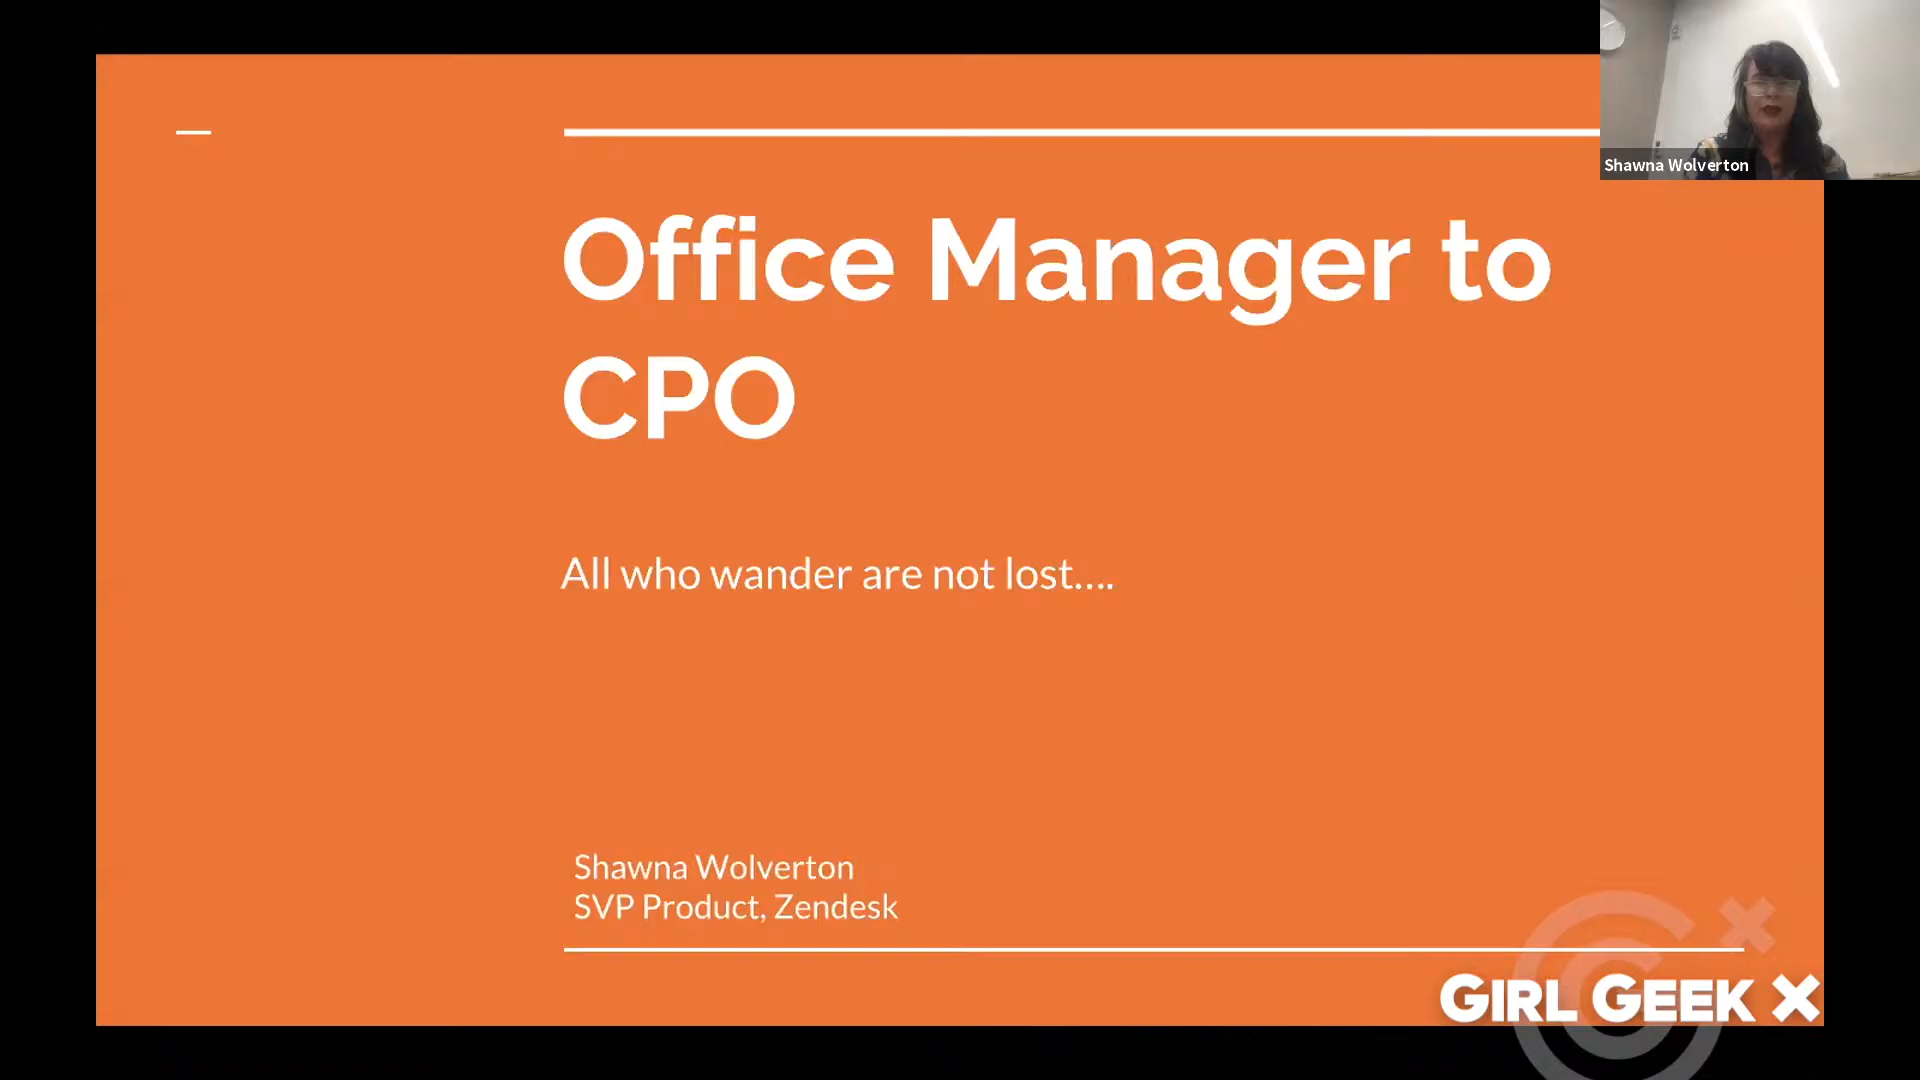 Shawna Wolverton
Office Manager to
CPO
All who wander are not lost....
Shawna Wolverton
SVP Product, Zendesk
GIRL GEEK X